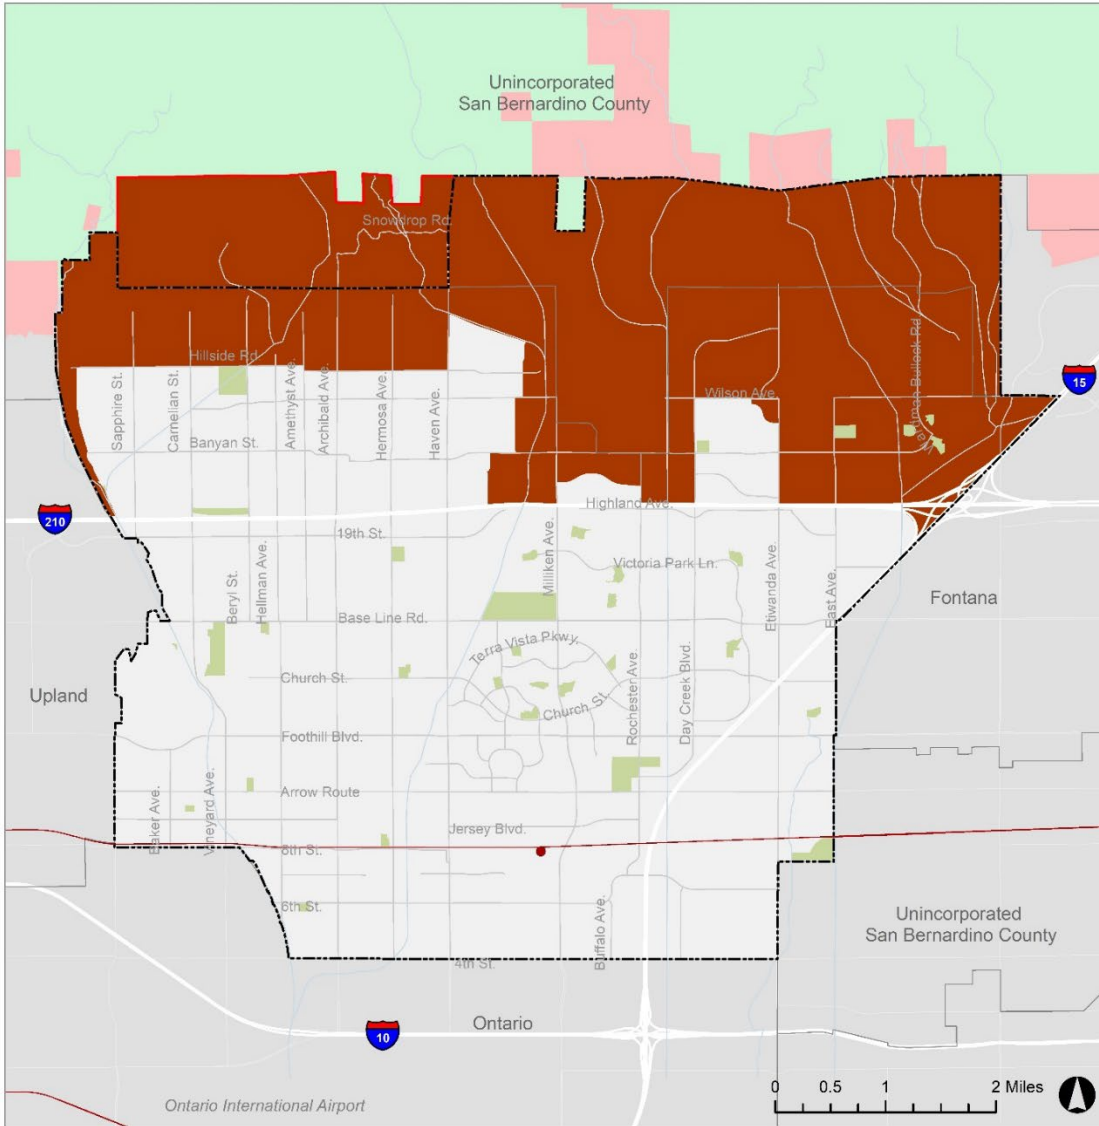 Unincorporated
San Bernardino County
Snowdrop Rd.
Hillside Rd.
Wardman Bullock Rd.
15
Wilson Ave.
Sapphire St.
Carnelian St.
Amethyst Ave.
Archibald Ave.
Hermosa Ave.
Haven Ave.
Banyan St.
210
Highland Ave.
19th St.
Milliken Ave.
Victoria Park Ln.
Etiwanda Ave.
East Ave.
Beryl St.
Hellman Ave.
Base Line Rd.
Fontana
Terra Vista Pkwy.
Upland
Church St.
Church St.
Rochester Ave.
Day Creek Blvd.
Foothill Blvd.
Arrow Route
Baker Ave.
Vineyard Ave.
Jersey Blvd.
8th St.
6th St.
Buffalo Ave.
Unincorporated
San Bernardino County
4th St.
Ontario
10
0 0.5 1 2 Miles
Ontario International Airport